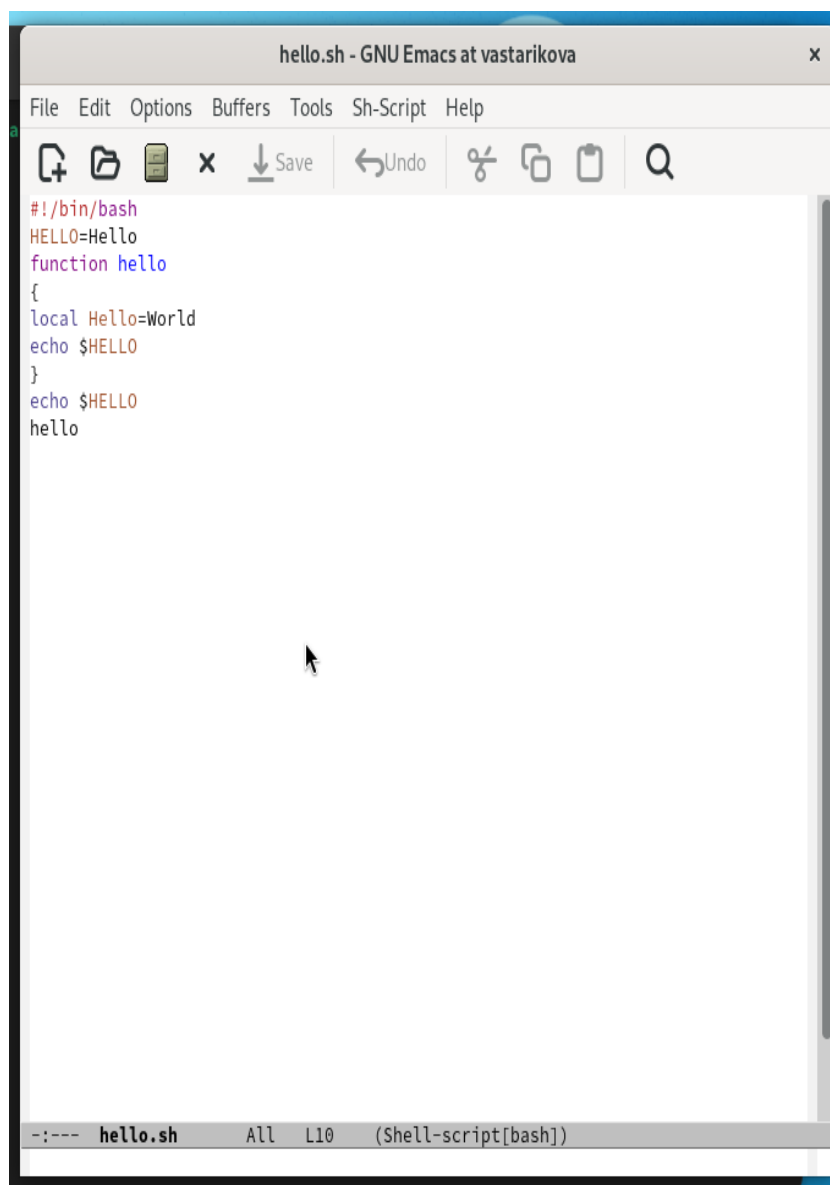 hello.sh - GNU Emacs at vastarikova
File Edit Options Buffers Tools Sh-Script Help
Save Undo
#!/bin/bash
HELLO=Hello
function hello
{
local Hello=World
echo $HELLO
}
echo $HELLO
hello
-:--- hello.sh All L10 (Shell-script[bash])